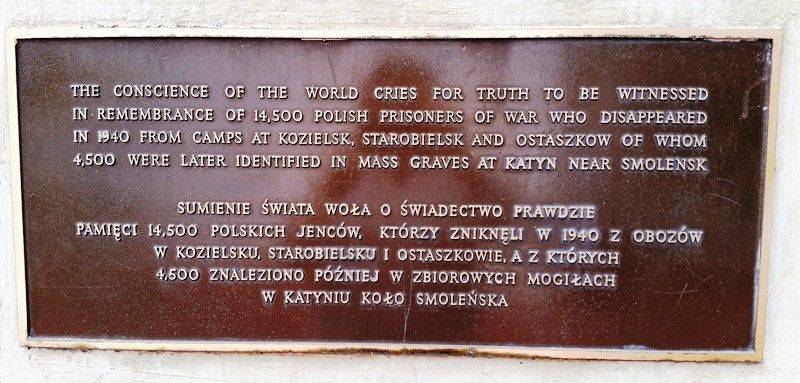 THE CONSCIENCE OF THE WORLD CRIES FOR TRUTH TO BE WITNESSED
IN REMEMBRANCE OF 14,500 POLISH PRISONERS OF WAR WHO DISAPPEARED
IN 1940 FROM CAMPS AT KOZIELSK, STAROBIELSK AND OSTASZKOW OF WHOM
4,500 WERE LATER IDENTIFIED IN MASS GRAVES AT KATYN NEAR SMOLENSK
SUMIENIE ŚWIATA WOŁA O ŚWIADECTWO PRAWDZIE
PAMIĘCI 14,500 POLSKICH JENCÓW, KTÓRZY ZNIKNĘLI W 1940 Z OBOZÓW
W KOZIELSKU, STAROBIELSKU I OSTASZKOWIE, A Z KTÓRYCH
4,500 ZNALEZIONO PÓŹNIEJ W ZBIOROWYCH MOGIŁACH
W KATYNIU KOŁO SMOLEŃSKA